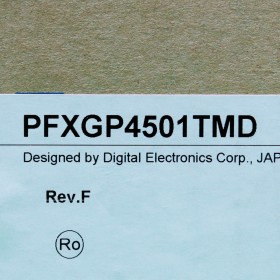 PFXGP4501TMD
Designed by Digital Electronics Corp., JAP
Rev.F
Ro